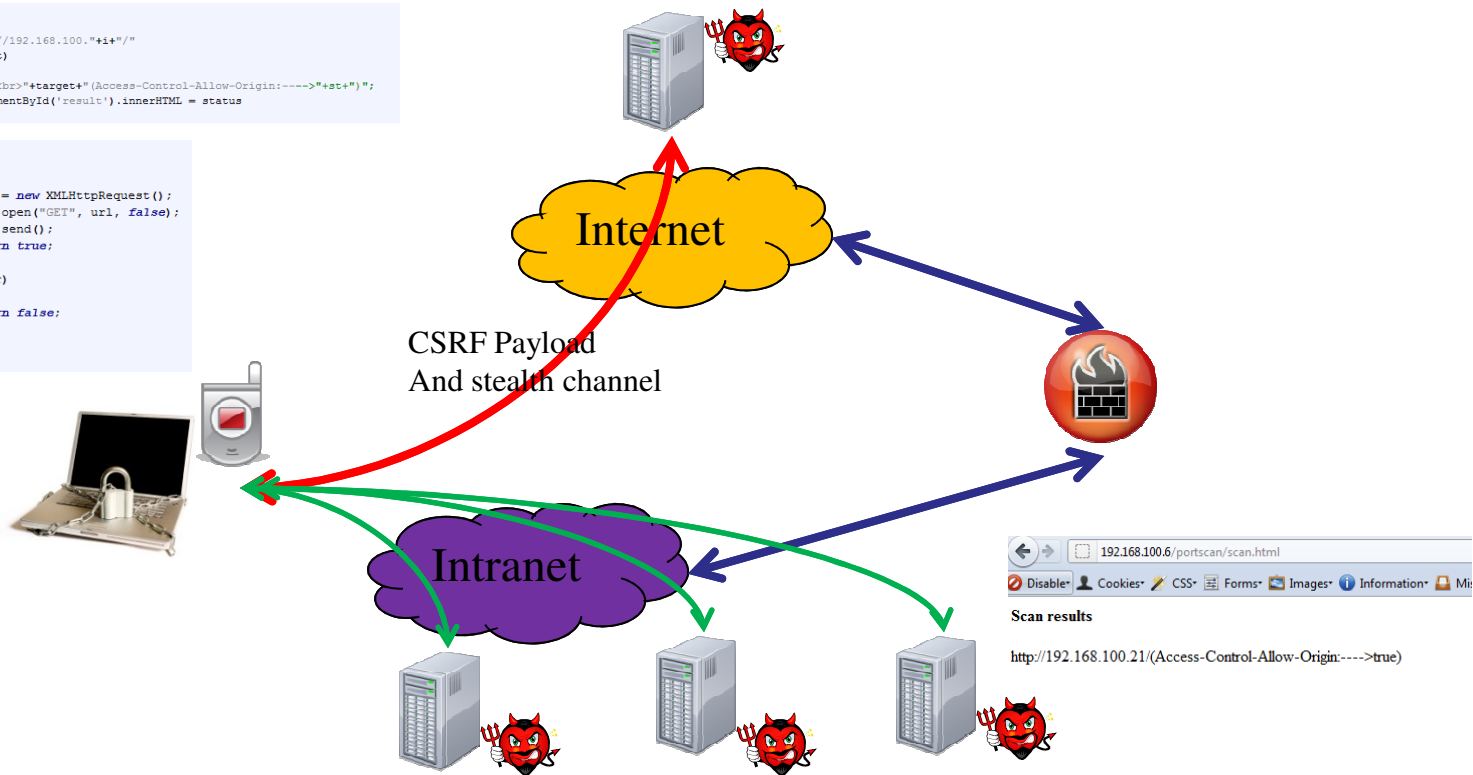 //192.168.100."+i+"/"
t)
<br>"+target+"(Access-Control-Allow-Origin:---->"+st+")";
mentById('result').innerHTML = status
= new XMLHttpRequest();
open("GET", url, false);
send();
n true;
)
n false;
Internet
CSRF Payload
And stealth channel
Intranet
192.168.100.6/portscan/scan.html
Disable Cookies CSS Forms Images Information Mis
Scan results
http://192.168.100.21/(Access-Control-Allow-Origin:---->true)